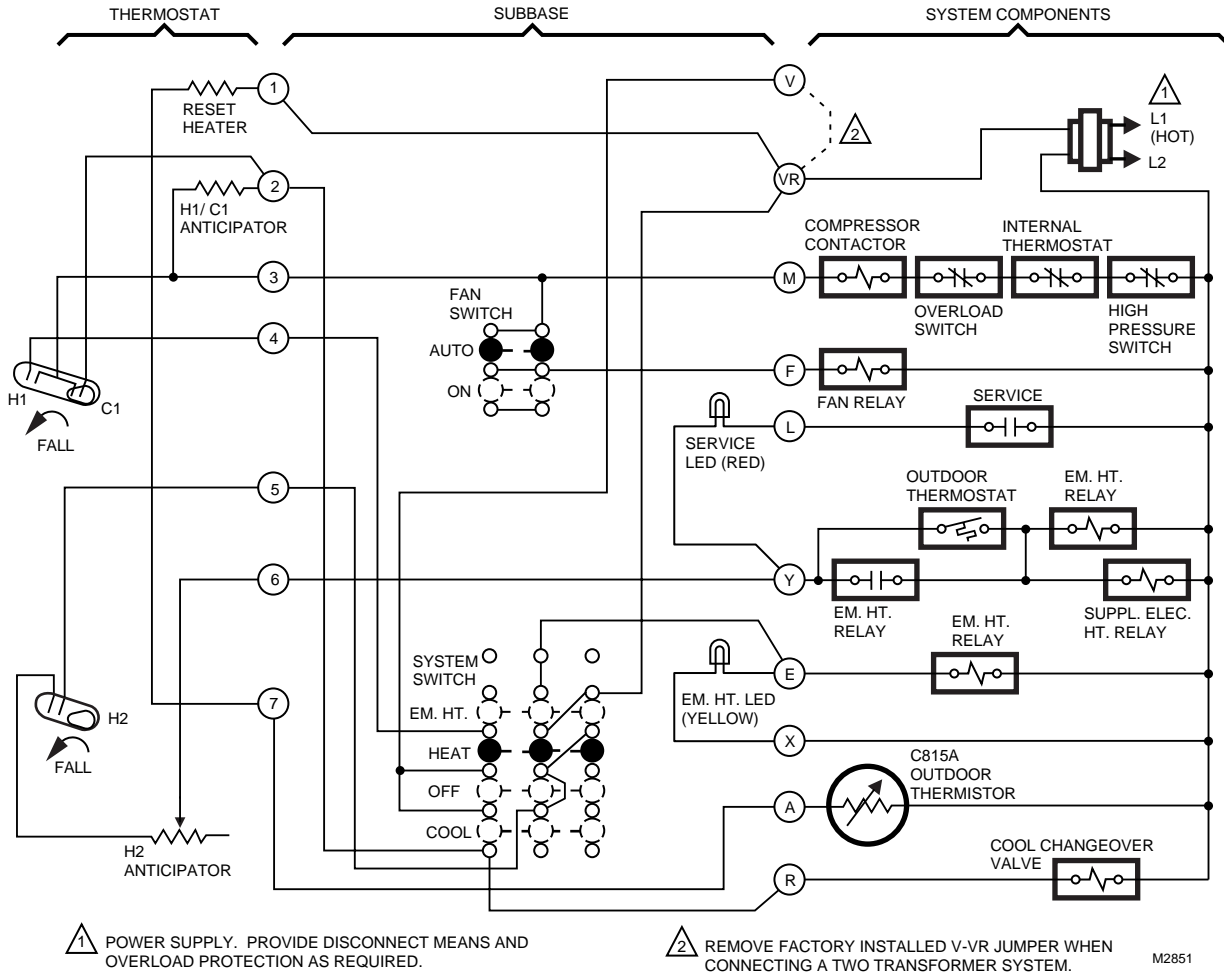 THERMOSTAT
SUBBASE
SYSTEM COMPONENTS
1
RESET
HEATER
V
2
VR
1
L1
(HOT)
L2
2
H1/ C1
ANTICIPATOR
COMPRESSOR
CONTACTOR
INTERNAL
THERMOSTAT
3
M
OVERLOAD
SWITCH
HIGH
PRESSURE
SWITCH
FAN
SWITCH
AUTO
ON
4
H1
C1
FALL
F
FAN RELAY
SERVICE
LED (RED)
L
SERVICE
5
OUTDOOR
THERMOSTAT
EM. HT.
RELAY
6
Y
EM. HT.
RELAY
SUPPL. ELEC.
HT. RELAY
SYSTEM
SWITCH
EM. HT.
HEAT
OFF
COOL
E
EM. HT. LED
(YELLOW)
EM. HT.
RELAY
7
H2
FALL
X
C815A
OUTDOOR
THERMISTOR
A
H2
ANTICIPATOR
COOL CHANGEOVER
VALVE
R
1 POWER SUPPLY. PROVIDE DISCONNECT MEANS AND
OVERLOAD PROTECTION AS REQUIRED.
2 REMOVE FACTORY INSTALLED V-VR JUMPER WHEN
CONNECTING A TWO TRANSFORMER SYSTEM.
M2851